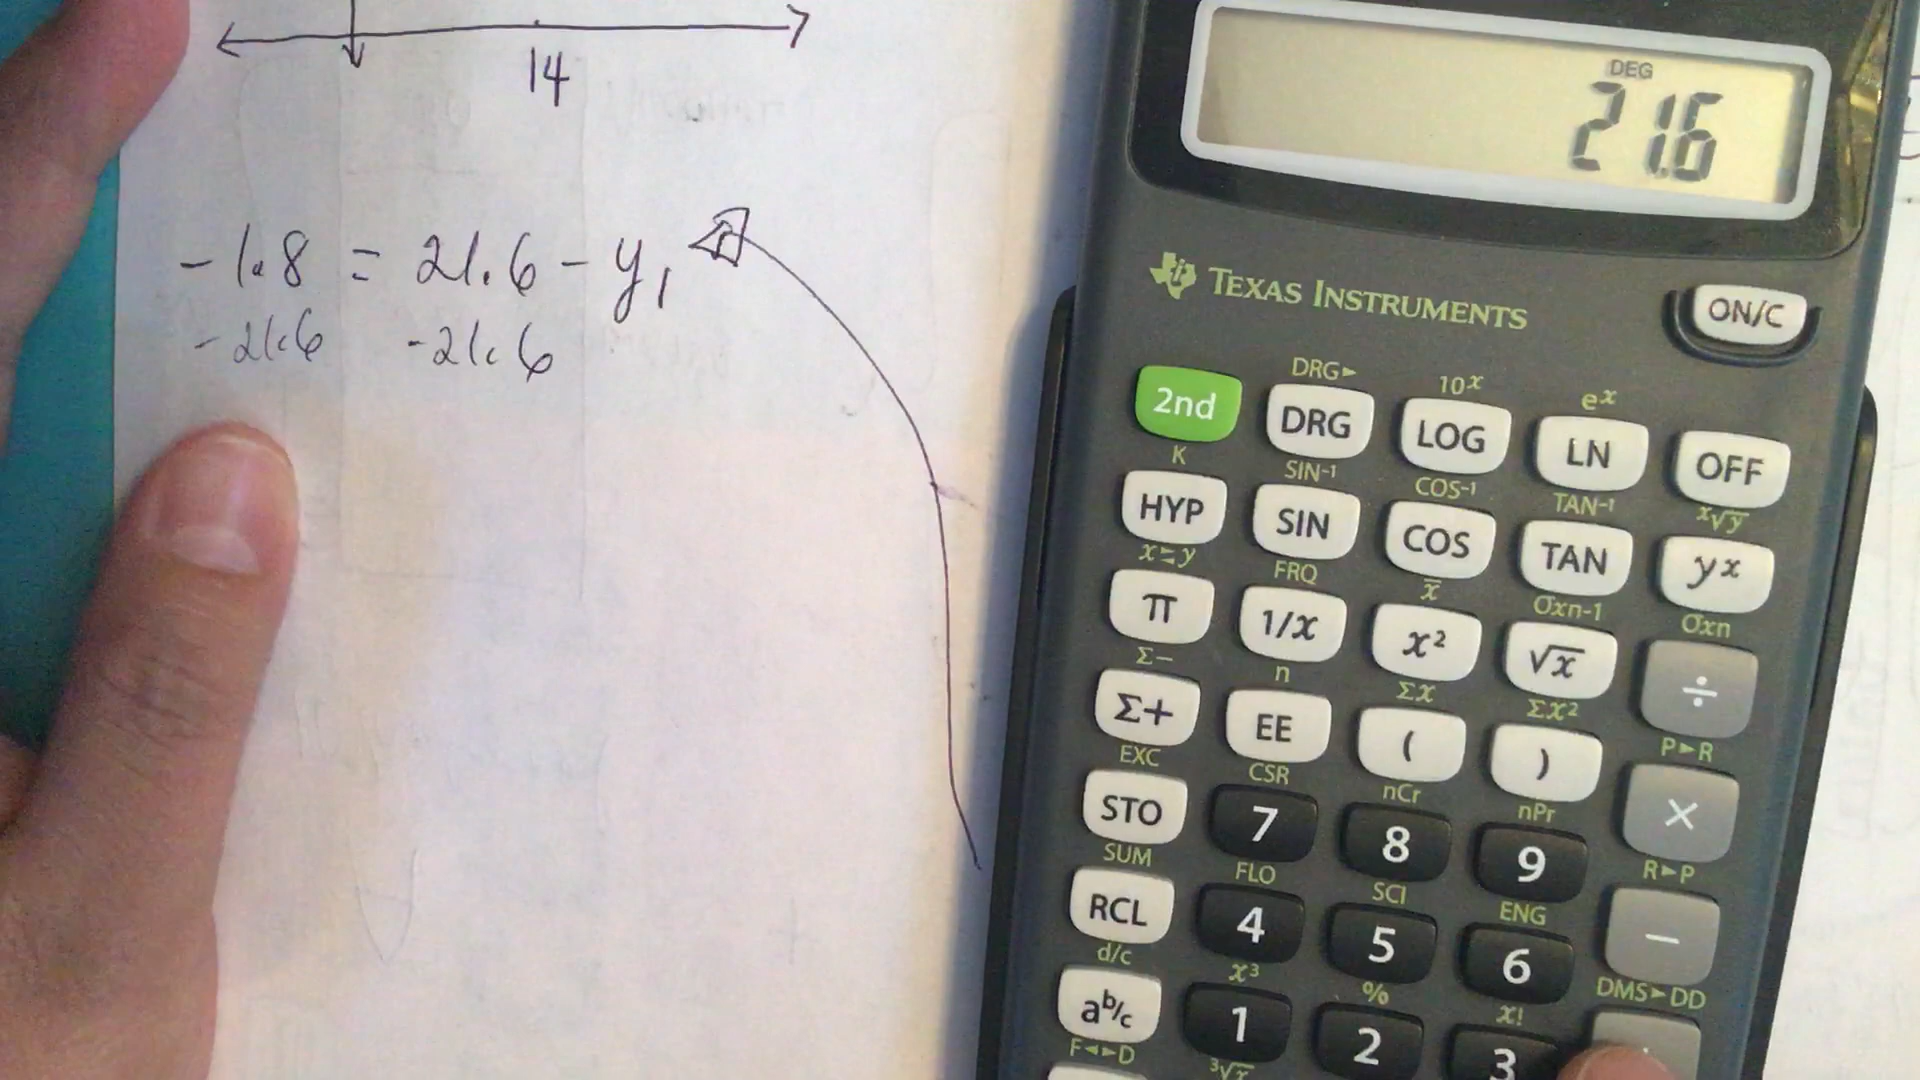 14
-1.8 = 21.6 - y₁
-21.6 -21.6
DEG
21.6
TEXAS INSTRUMENTS
ON/C
DRG► 10ˣ eˣ
2nd DRG LOG LN OFF
K SIN⁻¹ COS⁻¹ TAN⁻¹ ˣ√y
HYP SIN COS TAN yˣ
x⇄y FRQ x̄ σxn-1 σxn
π 1/x x² √x ÷
Σ- n Σx Σx² P►R
Σ+ EE ( ) ×
EXC CSR nCr nPr R►P
STO 7 8 9 −
SUM FLO SCI ENG DMS►DD
RCL 4 5 6
d/c x³ % x!
aᵇ/c 1 2 3
F◄►D ³√x